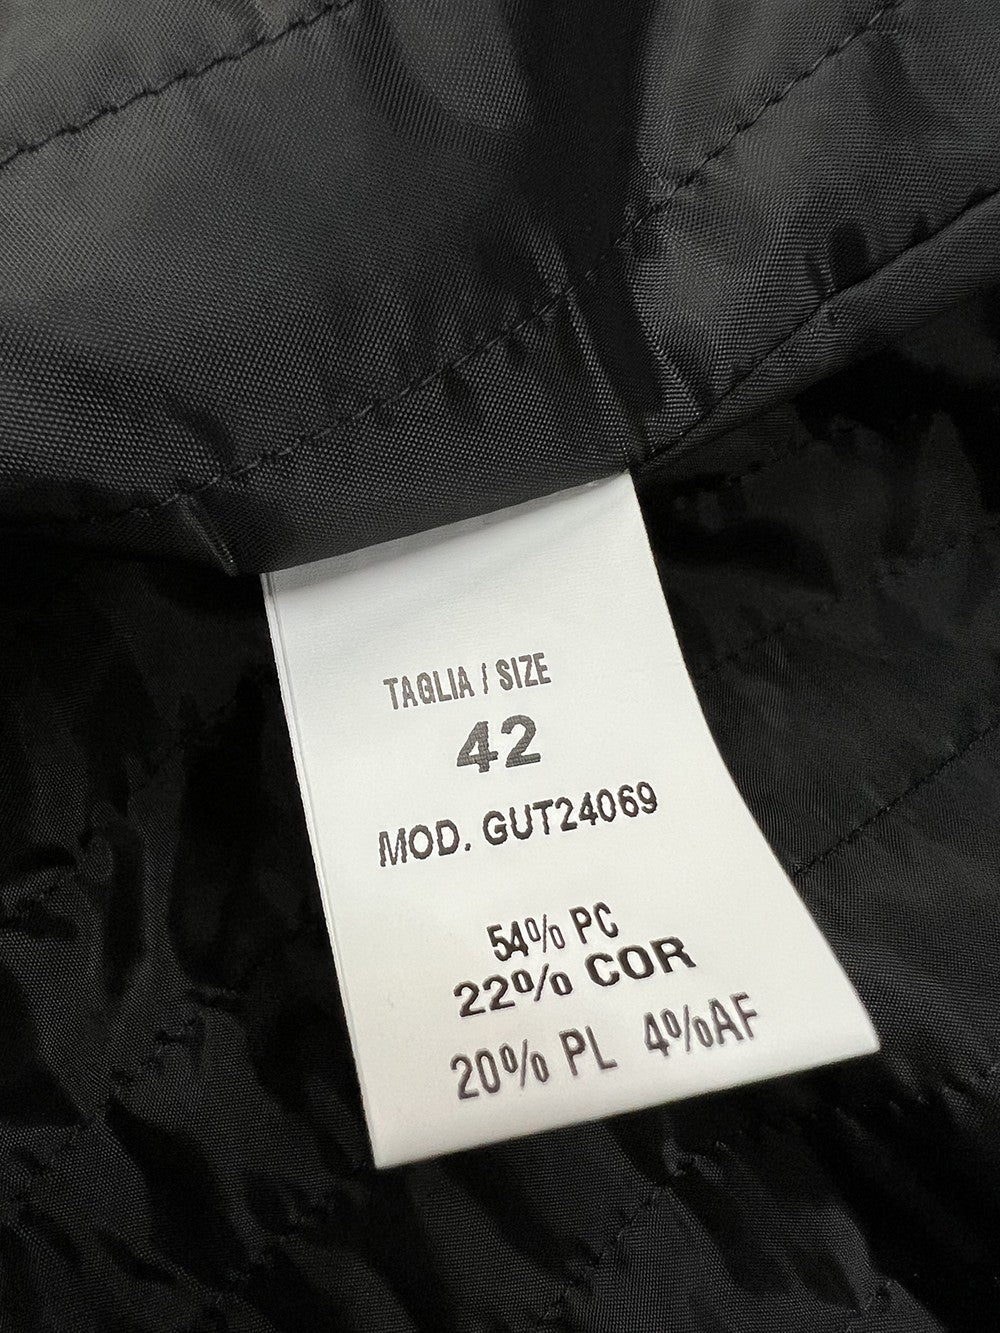 TAGLIA / SIZE
42
MOD. GUT24069
54% PC
22% COR
20% PL 4%AF